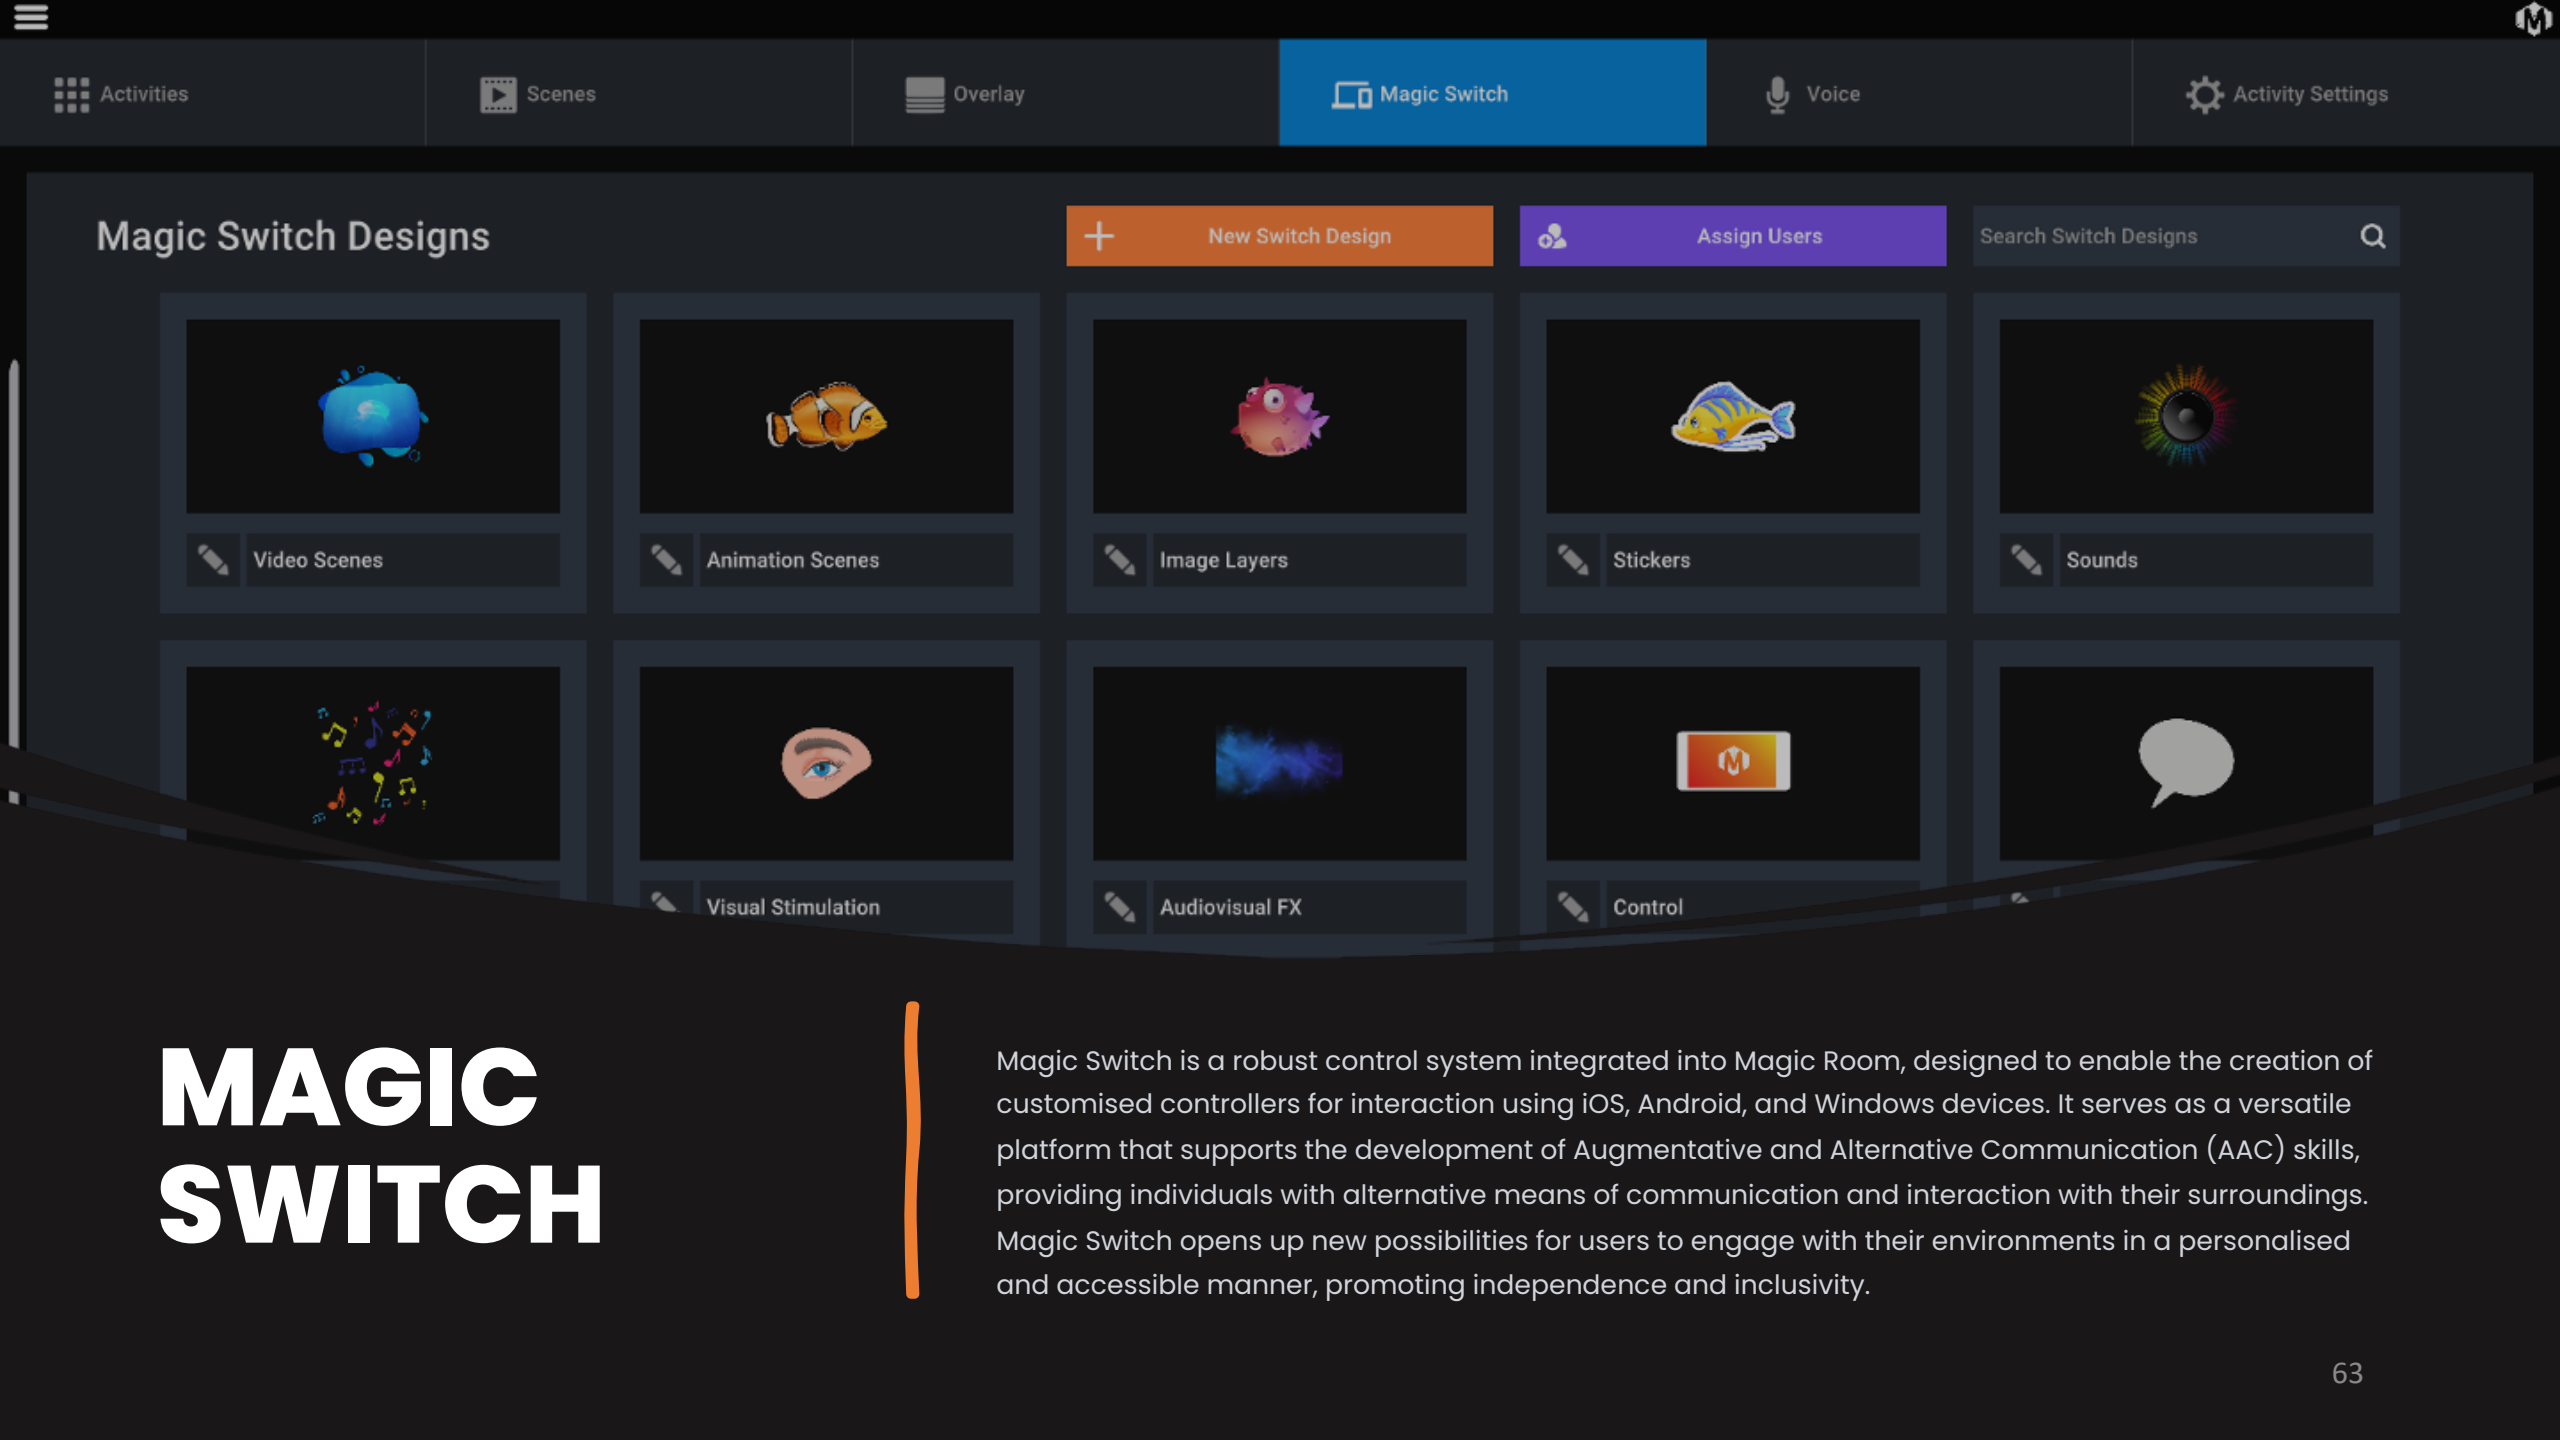 Activities
Scenes
Overlay
Magic Switch
Voice
Activity Settings
Magic Switch Designs
New Switch Design
Assign Users
Search Switch Designs
Video Scenes
Animation Scenes
Image Layers
Stickers
Sounds
Visual Stimulation
Audiovisual FX
Control
MAGIC
SWITCH
Magic Switch is a robust control system integrated into Magic Room, designed to enable the creation of
customised controllers for interaction using iOS, Android, and Windows devices. It serves as a versatile
platform that supports the development of Augmentative and Alternative Communication (AAC) skills,
providing individuals with alternative means of communication and interaction with their surroundings.
Magic Switch opens up new possibilities for users to engage with their environments in a personalised
and accessible manner, promoting independence and inclusivity.
63